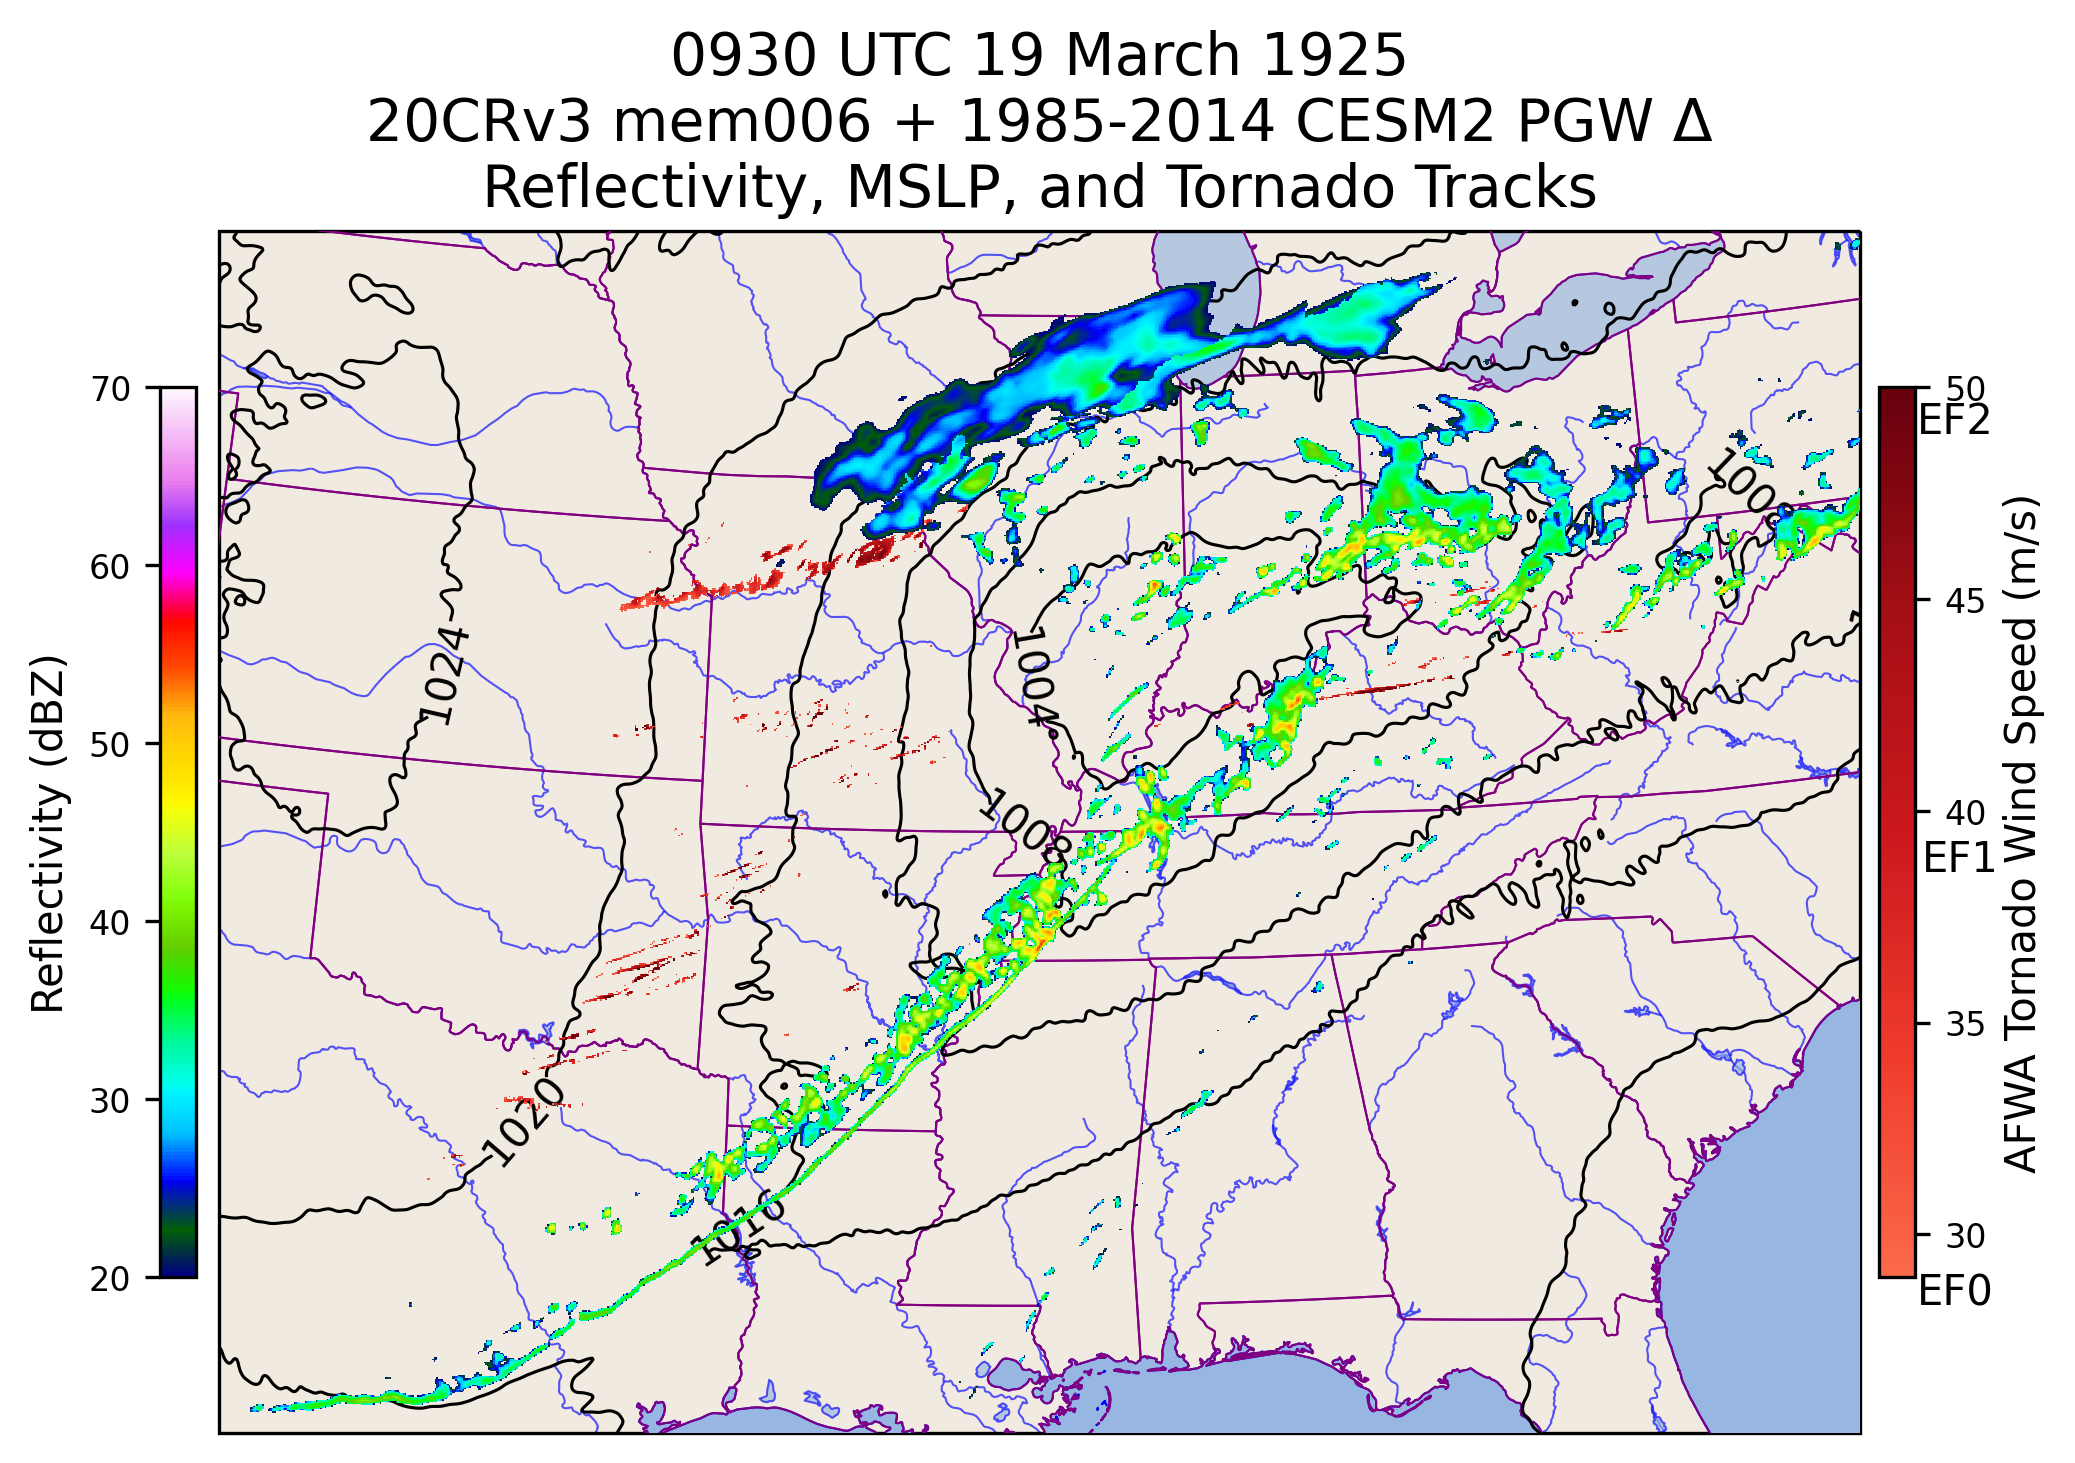 0930 UTC 19 March 1925
20CRv3 mem006 + 1985-2014 CESM2 PGW Δ
Reflectivity, MSLP, and Tornado Tracks
Reflectivity (dBZ)
70
60
50
40
30
20
1024
1004
1008
1008
1020
1016
50
EF2
45
40
EF1
35
30
EF0
AFWA Tornado Wind Speed (m/s)